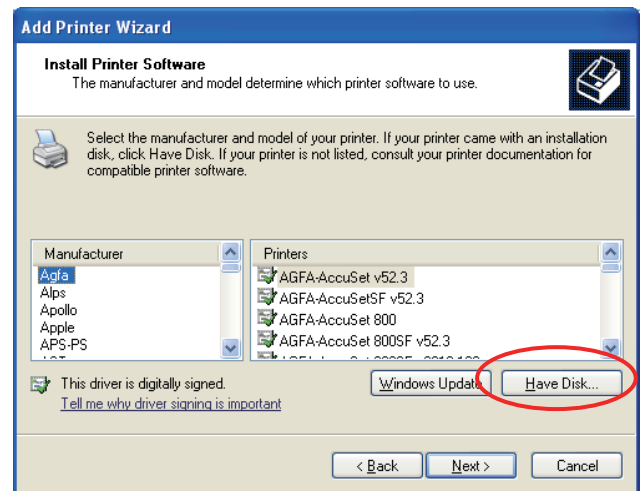 Add Printer Wizard
Install Printer Software
The manufacturer and model determine which printer software to use.
Select the manufacturer and model of your printer. If your printer came with an installation
disk, click Have Disk. If your printer is not listed, consult your printer documentation for
compatible printer software.
Manufacturer
Agfa
Alps
Apollo
Apple
APS-PS
Printers
AGFA-AccuSet v52.3
AGFA-AccuSetSF v52.3
AGFA-AccuSet 800
AGFA-AccuSet 800SF v52.3
This driver is digitally signed.
Tell me why driver signing is important
Windows Update
Have Disk...
< Back
Next >
Cancel